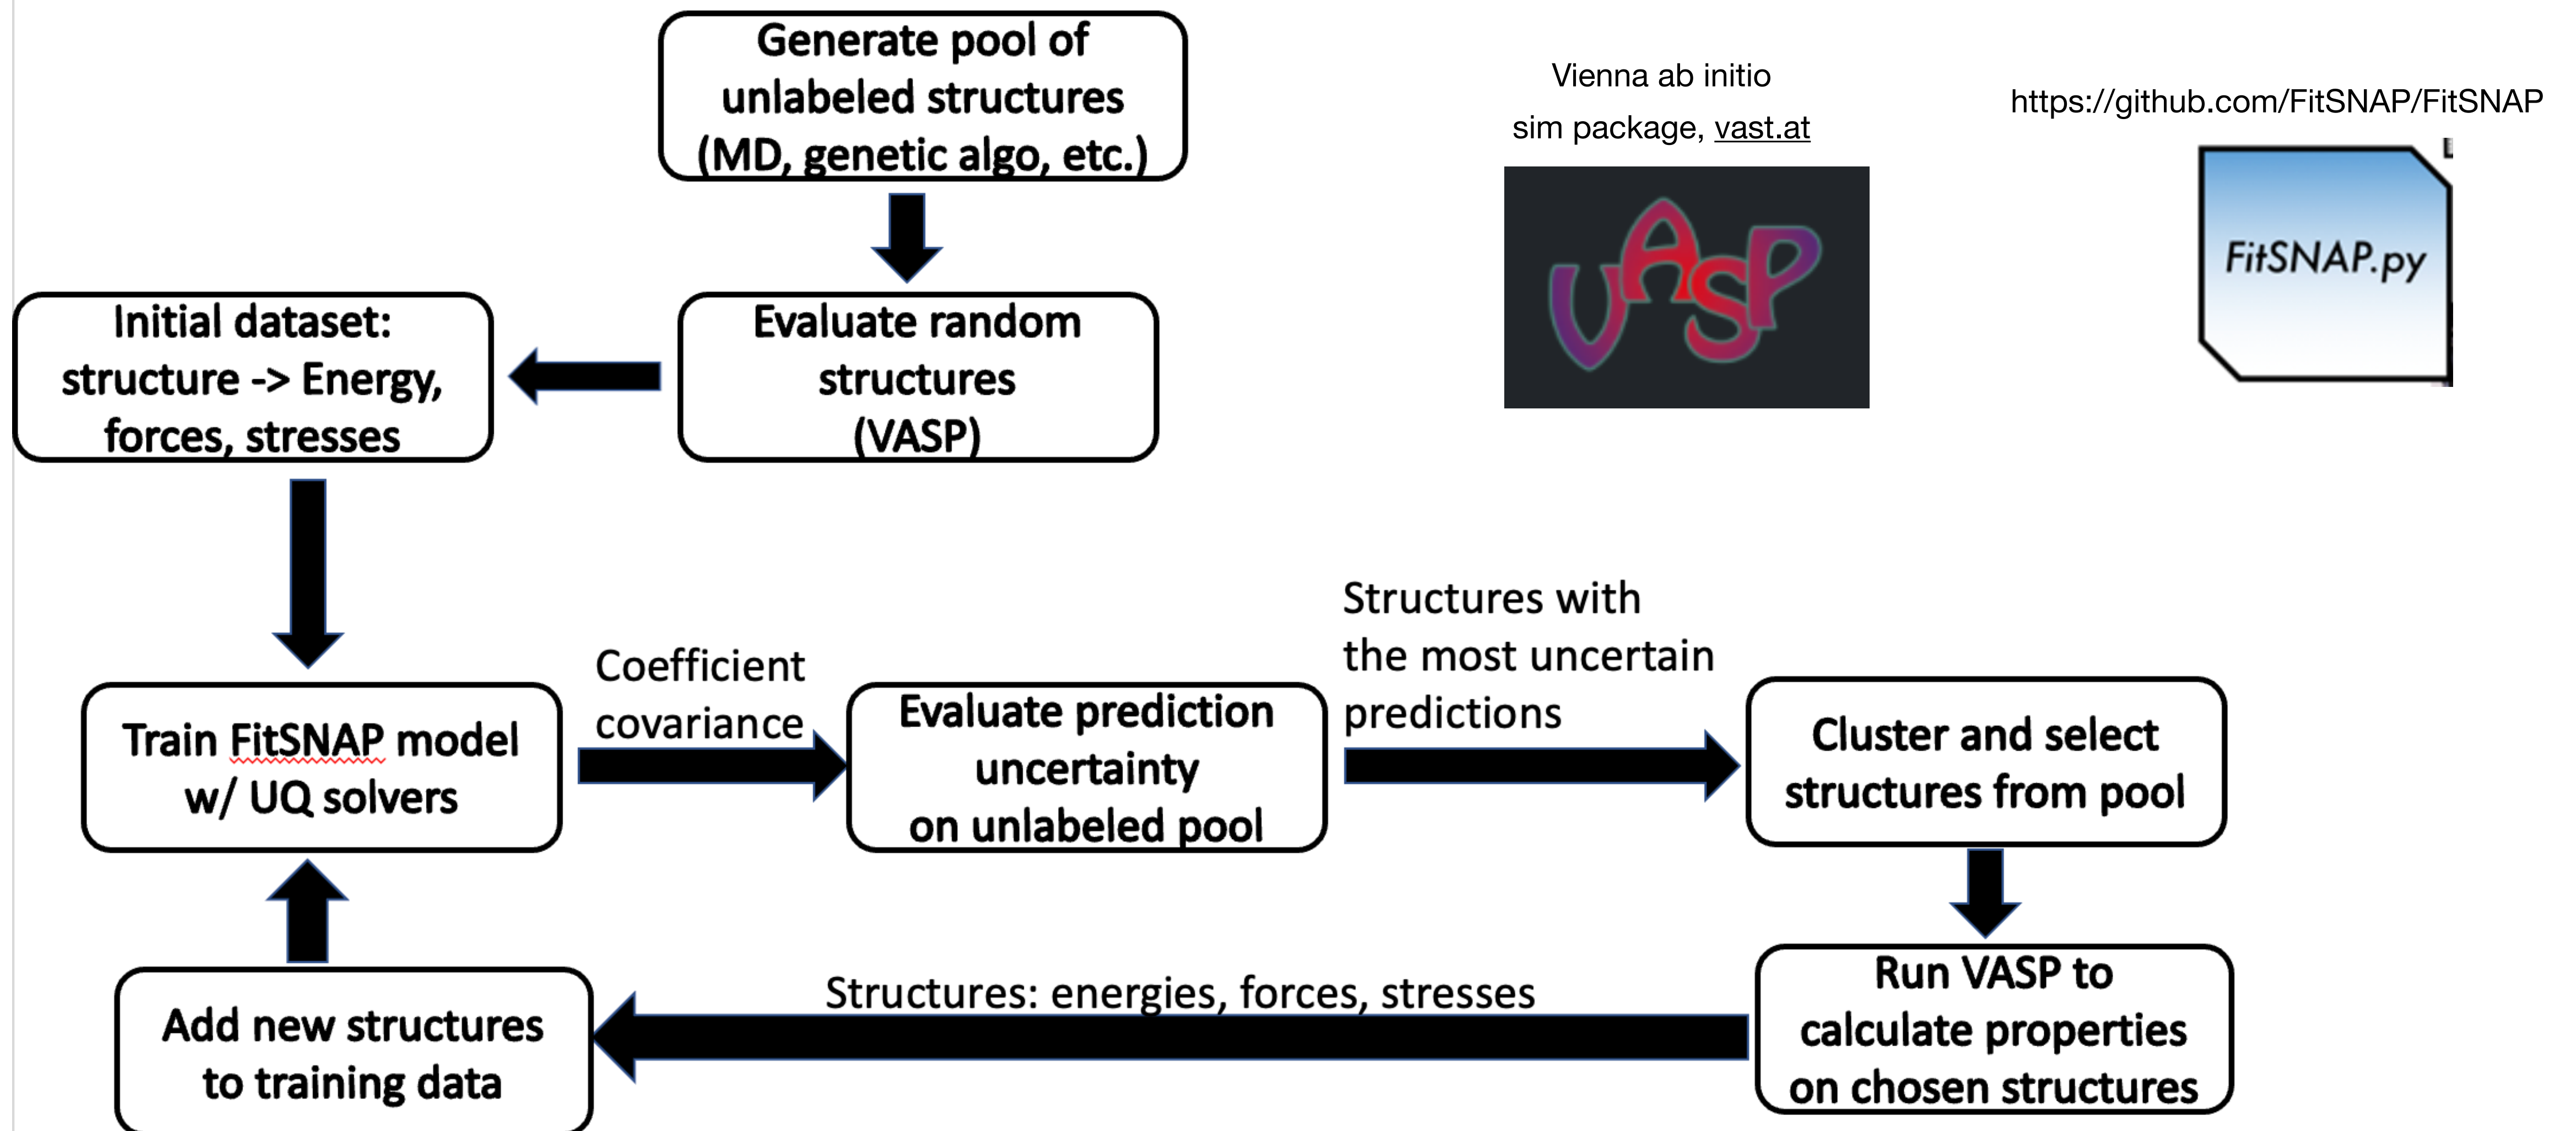 Generate pool of
unlabeled structures
(MD, genetic algo, etc.)
Vienna ab initio
sim package, vast.at
https://github.com/FitSNAP/FitSNAP
VASP
FitSNAP.py
Initial dataset:
structure -> Energy,
forces, stresses
Evaluate random
structures
(VASP)
Train FitSNAP model
w/ UQ solvers
Coefficient
covariance
Evaluate prediction
uncertainty
on unlabeled pool
Structures with
the most uncertain
predictions
Cluster and select
structures from pool
Run VASP to
calculate properties
on chosen structures
Structures: energies, forces, stresses
Add new structures
to training data